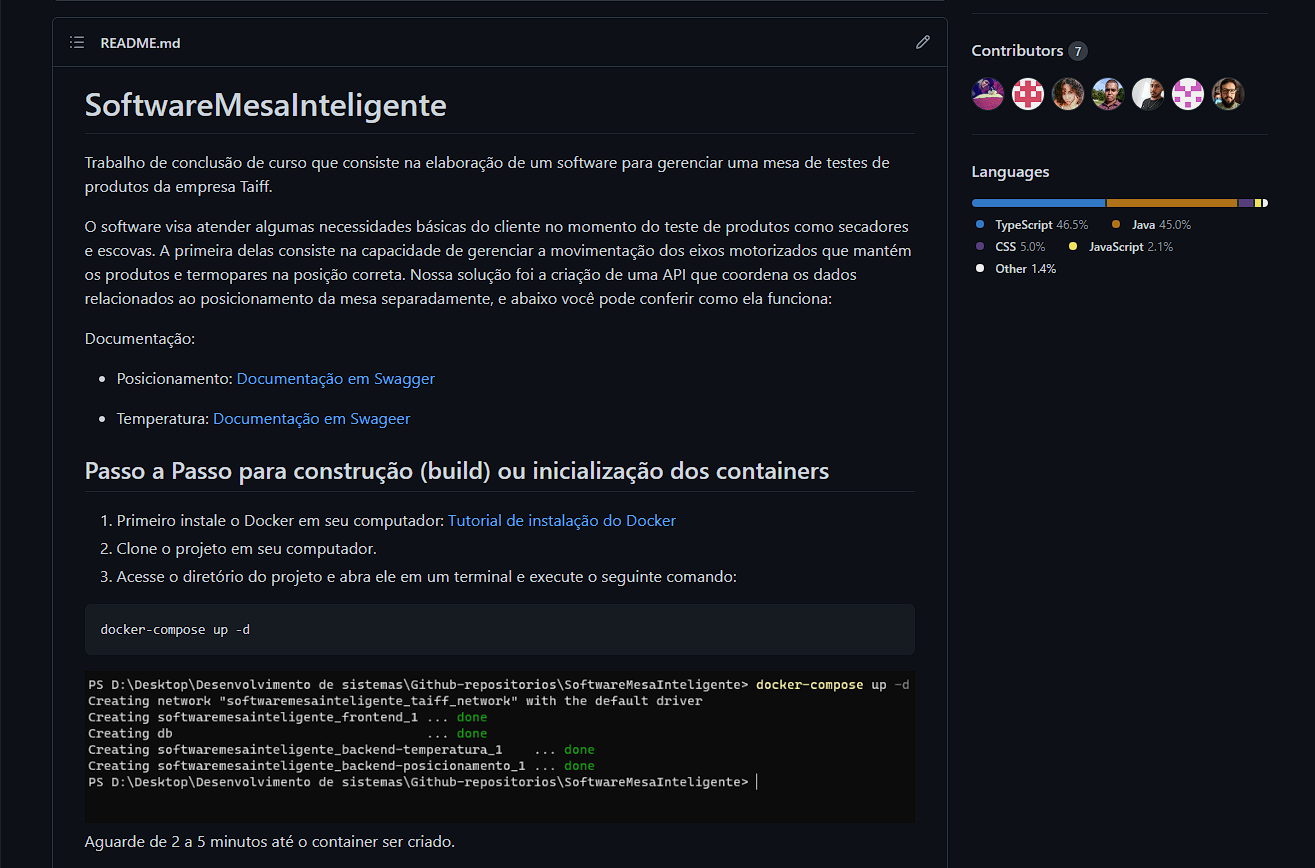 README.md
SoftwareMesaInteligente
Trabalho de conclusão de curso que consiste na elaboração de um software para gerenciar uma mesa de testes de
produtos da empresa Taiff.
O software visa atender algumas necessidades básicas do cliente no momento do teste de produtos como secadores
e escovas. A primeira delas consiste na capacidade de gerenciar a movimentação dos eixos motorizados que mantém
os produtos e termopares na posição correta. Nossa solução foi a criação de uma API que coordena os dados
relacionados ao posicionamento da mesa separadamente, e abaixo você pode conferir como ela funciona:
Documentação:
• Posicionamento: Documentação em Swagger
• Temperatura: Documentação em Swageer
Passo a Passo para construção (build) ou inicialização dos containers
1. Primeiro instale o Docker em seu computador: Tutorial de instalação do Docker
2. Clone o projeto em seu computador.
3. Acesse o diretório do projeto e abra ele em um terminal e execute o seguinte comando:
docker-compose up -d
PS D:\Desktop\Desenvolvimento de sistemas\Github-repositorios\SoftwareMesaInteligente> docker-compose up -d
Creating network "softwaremesainteligente_taiff_network" with the default driver
Creating softwaremesainteligente_frontend_1 ... done
Creating db ... done
Creating softwaremesainteligente_backend-temperatura_1 ... done
Creating softwaremesainteligente_backend-posicionamento_1 ... done
PS D:\Desktop\Desenvolvimento de sistemas\Github-repositorios\SoftwareMesaInteligente>
Aguarde de 2 a 5 minutos até o container ser criado.
Contributors 7
Languages
TypeScript 46.5% Java 45.0%
CSS 5.0% JavaScript 2.1%
Other 1.4%